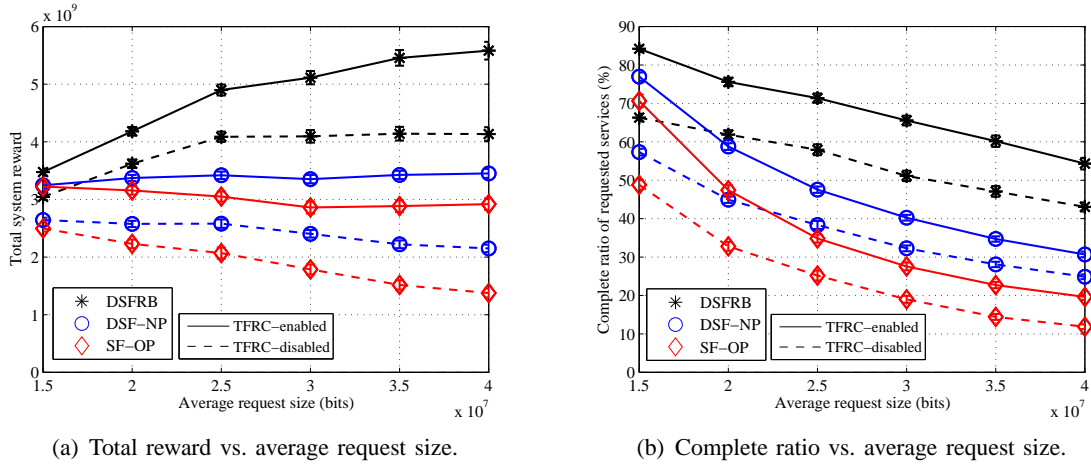 x 10^9
6
5
4
3
2
1
0
Total system reward
DSFRB
DSF−NP
SF−OP
TFRC−enabled
TFRC−disabled
1.5 2 2.5 3 3.5 4
x 10^7
Average request size (bits)
(a) Total reward vs. average request size.
90
80
70
60
50
40
30
20
10
0
Complete ratio of requested services (%)
DSFRB
DSF−NP
SF−OP
TFRC−enabled
TFRC−disabled
1.5 2 2.5 3 3.5 4
x 10^7
Average request size (bits)
(b) Complete ratio vs. average request size.